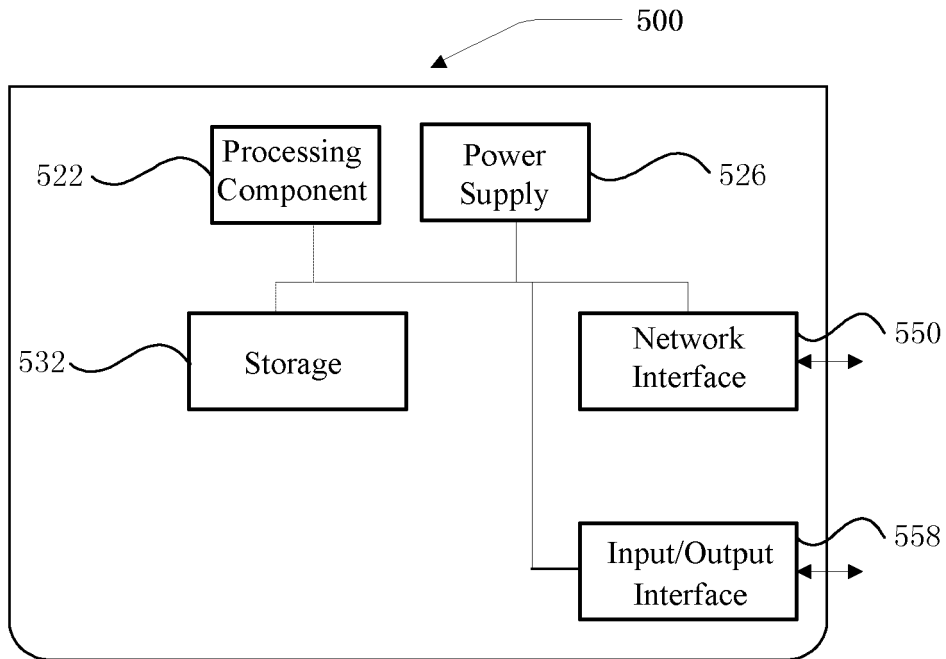 500
Processing
Component
522
Power
Supply
526
Storage
532
Network
Interface
550
Input/Output
Interface
558